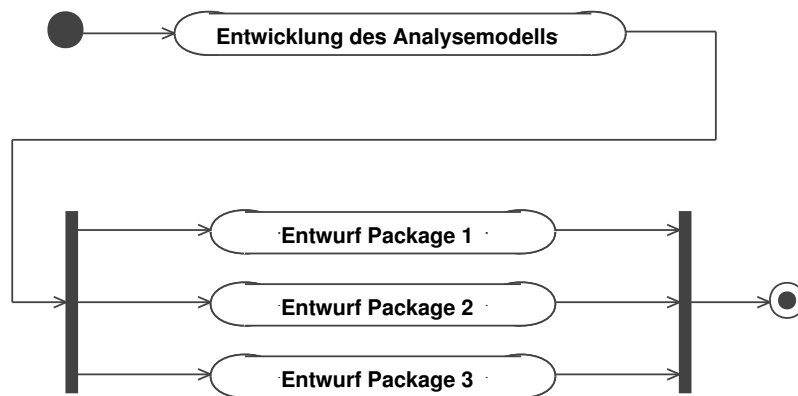 Entwicklung des Analysemodells
Entwurf Package 1
Entwurf Package 2
Entwurf Package 3